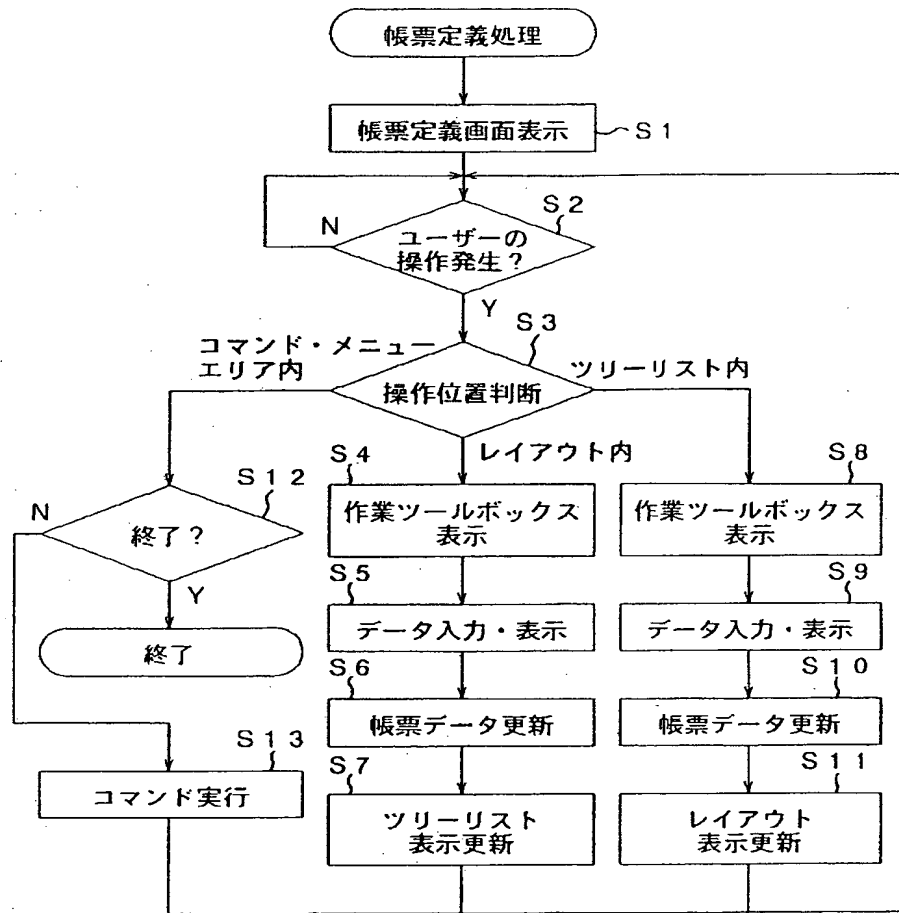 帳票定義処理
帳票定義画面表示
S1
S2
N
ユーザーの
操作発生？
Y
S3
コマンド・メニュー
エリア内
操作位置判断
ツリーリスト内
レイアウト内
S4
S8
S12
N
終了？
作業ツールボックス
表示
作業ツールボックス
表示
Y
S5
S9
終了
データ入力・表示
データ入力・表示
S6
S10
帳票データ更新
帳票データ更新
S13
S7
S11
コマンド実行
ツリーリスト
表示更新
レイアウト
表示更新